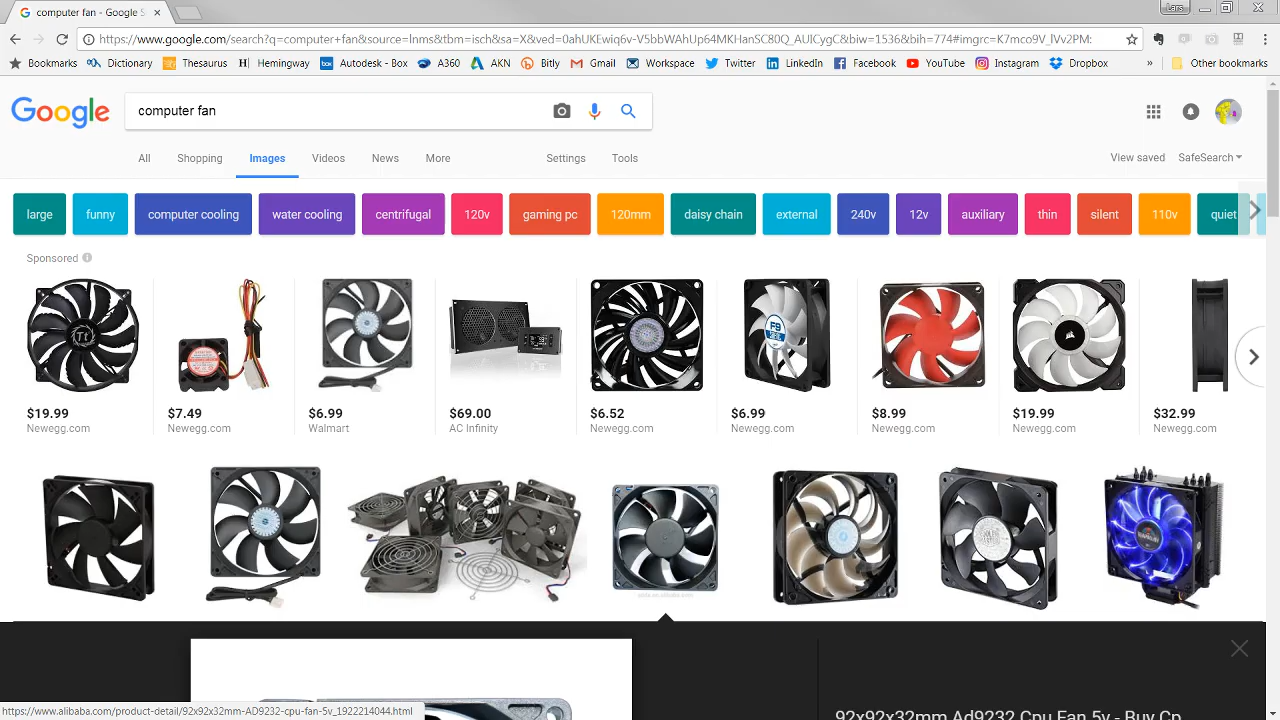 computer fan - Google S
Lars
https://www.google.com/search?q=computer+fan&source=lnms&tbm=isch&sa=X&ved=0ahUKEwiq6v-V5bbWAhUp64MKHanSC80Q_AUICygC&biw=1536&bih=774#imgrc=K7mco9V_lVv2PM:
Bookmarks Dictionary Thesaurus H Hemingway box Autodesk - Box A360 AKN Bitly Gmail Workspace Twitter LinkedIn Facebook YouTube Instagram Dropbox » Other bookmarks
Google computer fan
All Shopping Images Videos News More Settings Tools View saved SafeSearch
large funny computer cooling water cooling centrifugal 120v gaming pc 120mm daisy chain external 240v 12v auxiliary thin silent 110v quiet
Sponsored
F9
$19.99 $7.49 $6.99 $69.00 $6.52 $6.99 $8.99 $19.99 $32.99
Newegg.com Newegg.com Walmart AC Infinity Newegg.com Newegg.com Newegg.com Newegg.com Newegg.com
92x92x32mm Ad9232 Cpu Fan 5v - Buy Cp
https://www.alibaba.com/product-detail/92x92x32mm-AD9232-cpu-fan-5v_1922214044.html